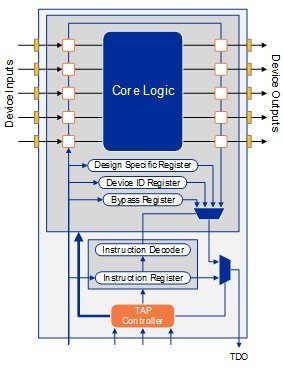 Device Inputs
Core Logic
Device Outputs
Design Specific Register
Device ID Register
Bypass Register
Instruction Decoder
Instruction Register
TAP
Controller
TDO